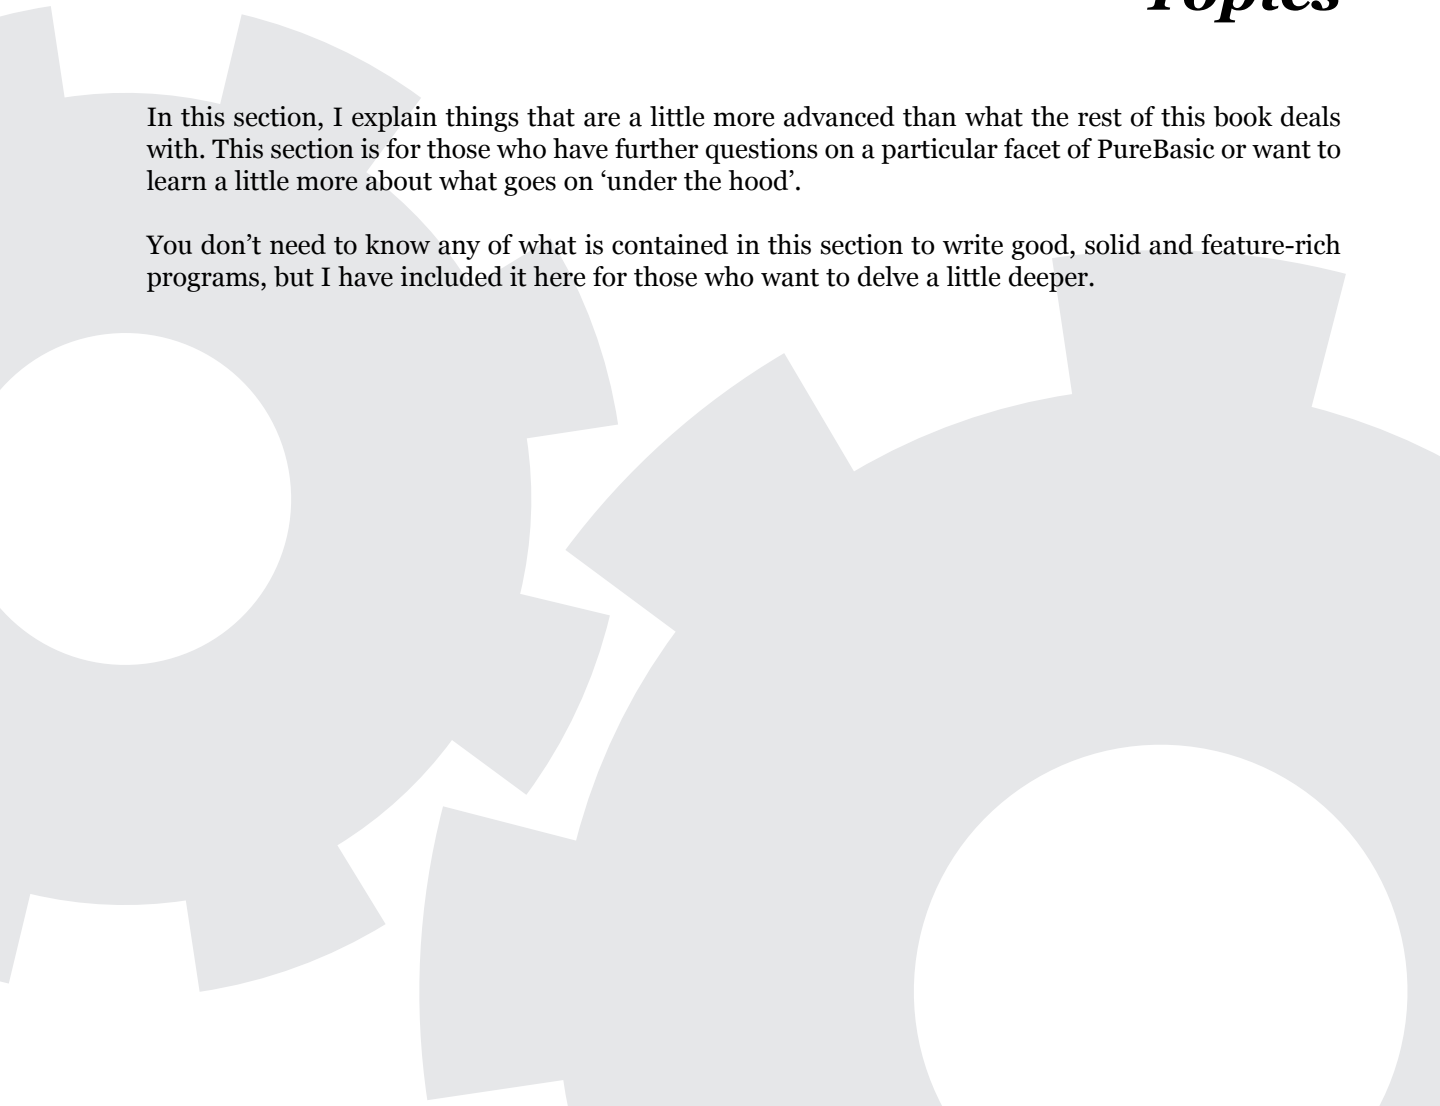 Topics
In this section, I explain things that are a little more advanced than what the rest of this book deals
with. This section is for those who have further questions on a particular facet of PureBasic or want to
learn a little more about what goes on ‘under the hood’.
You don’t need to know any of what is contained in this section to write good, solid and feature-rich
programs, but I have included it here for those who want to delve a little deeper.